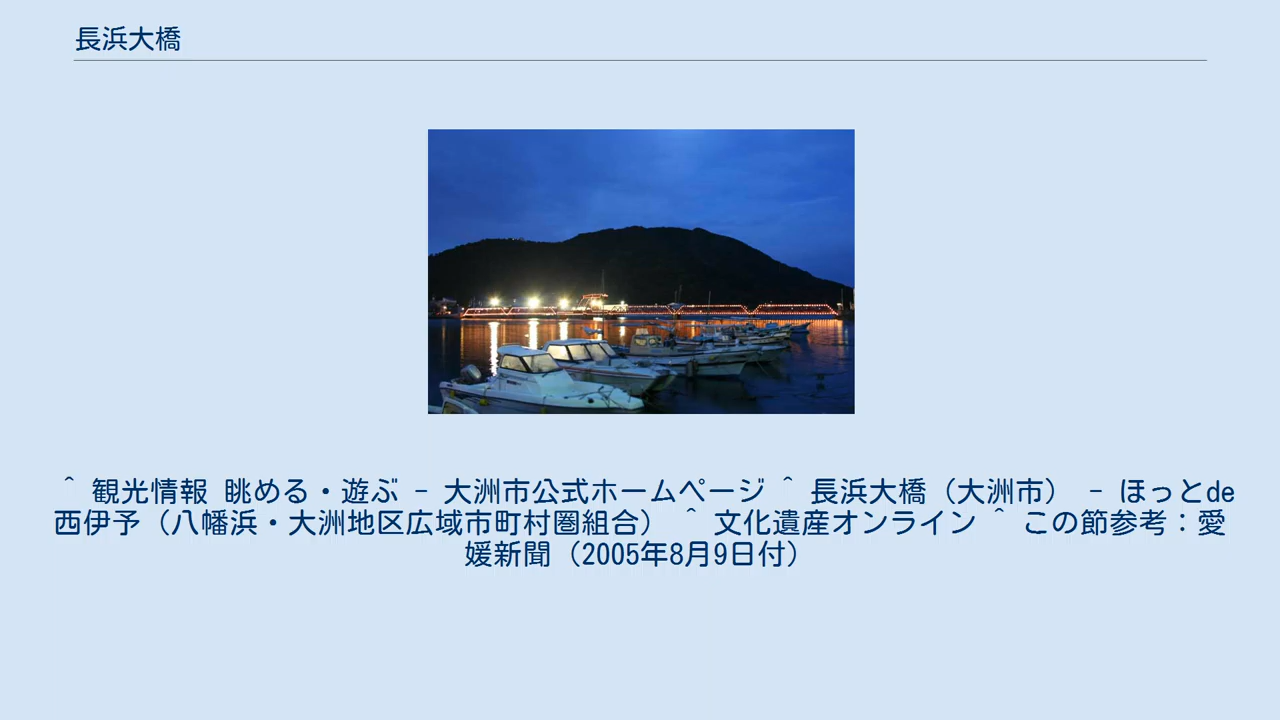 長浜大橋
^ 観光情報 眺める・遊ぶ - 大洲市公式ホームページ ^ 長浜大橋（大洲市） - ほっとde
西伊予（八幡浜・大洲地区広域市町村圏組合） ^ 文化遺産オンライン ^ この節参考：愛
媛新聞（2005年8月9日付）